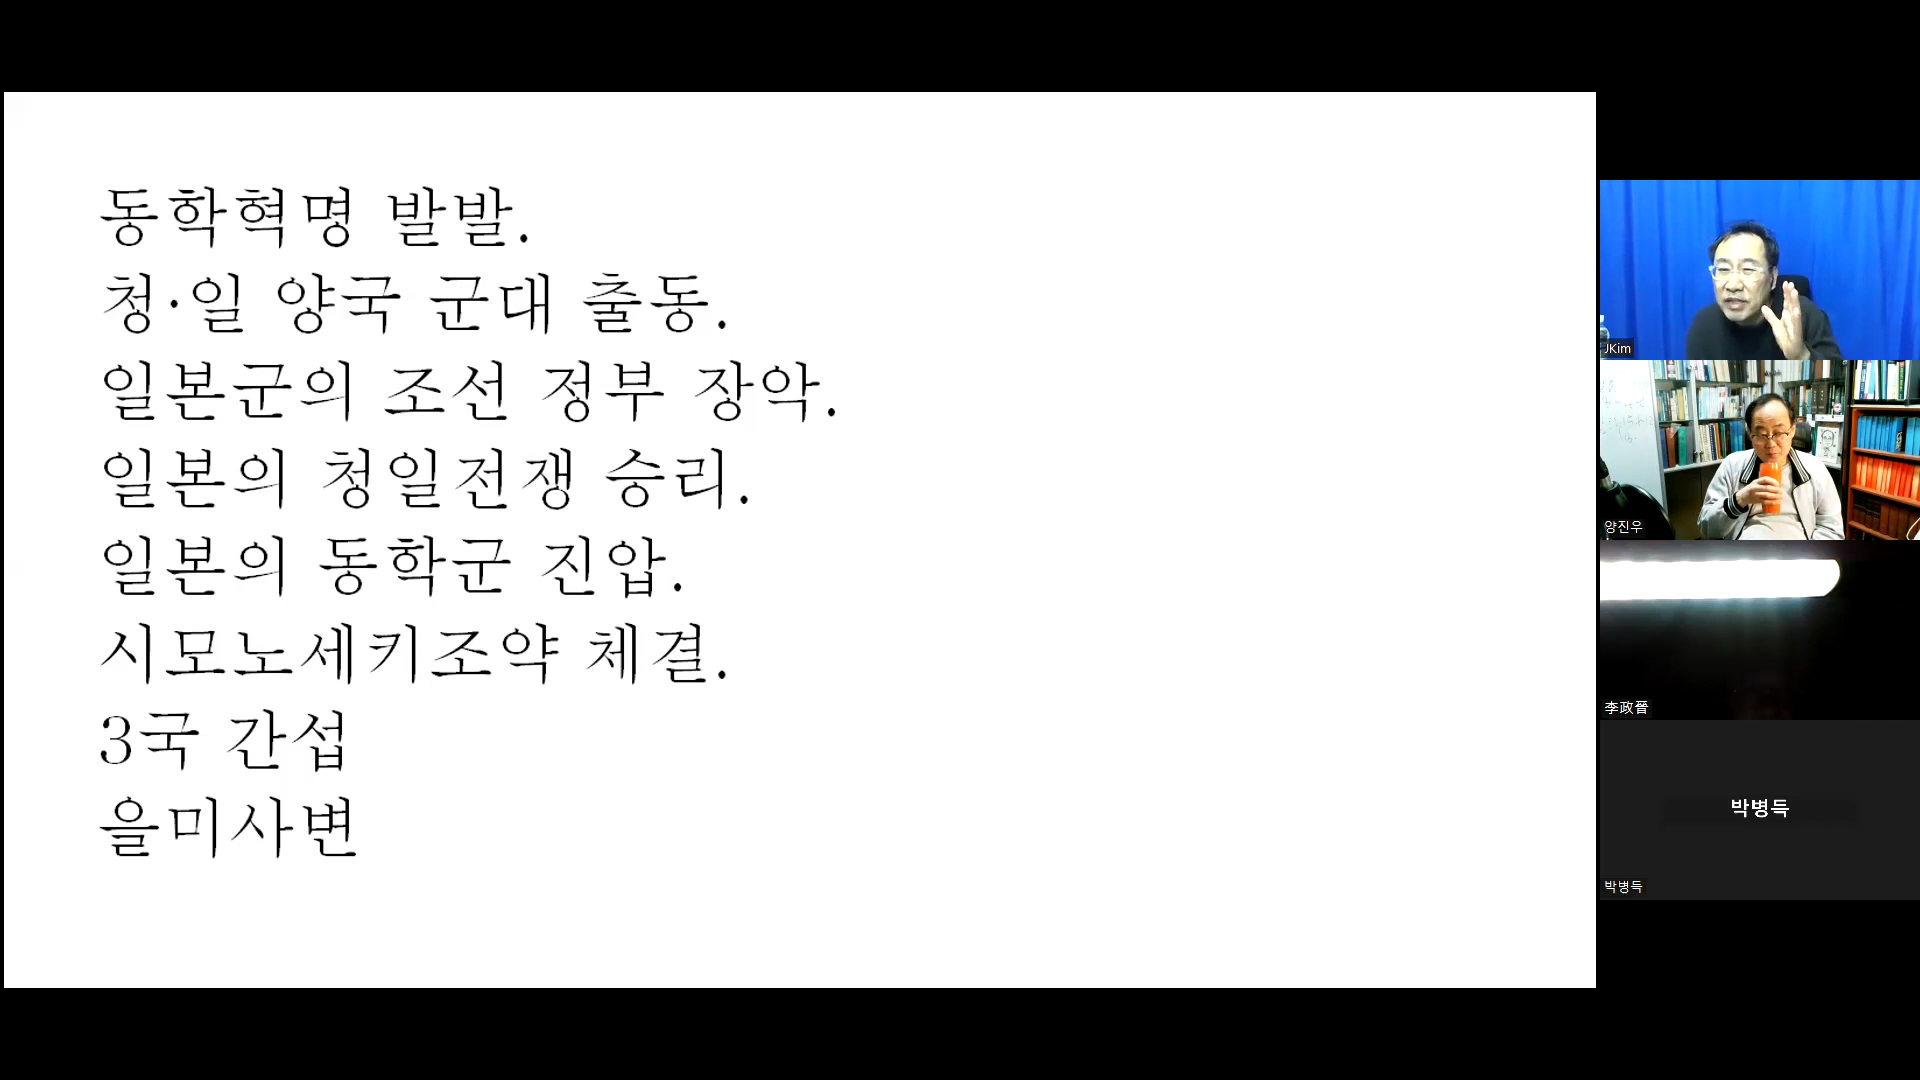 동학혁명 발발.
청·일 양국 군대 출동.
일본군의 조선 정부 장악.
일본의 청일전쟁 승리.
일본의 동학군 진압.
시모노세키조약 체결.
3국 간섭
을미사변
JKim
양진우
李政晉
박병득
박병득